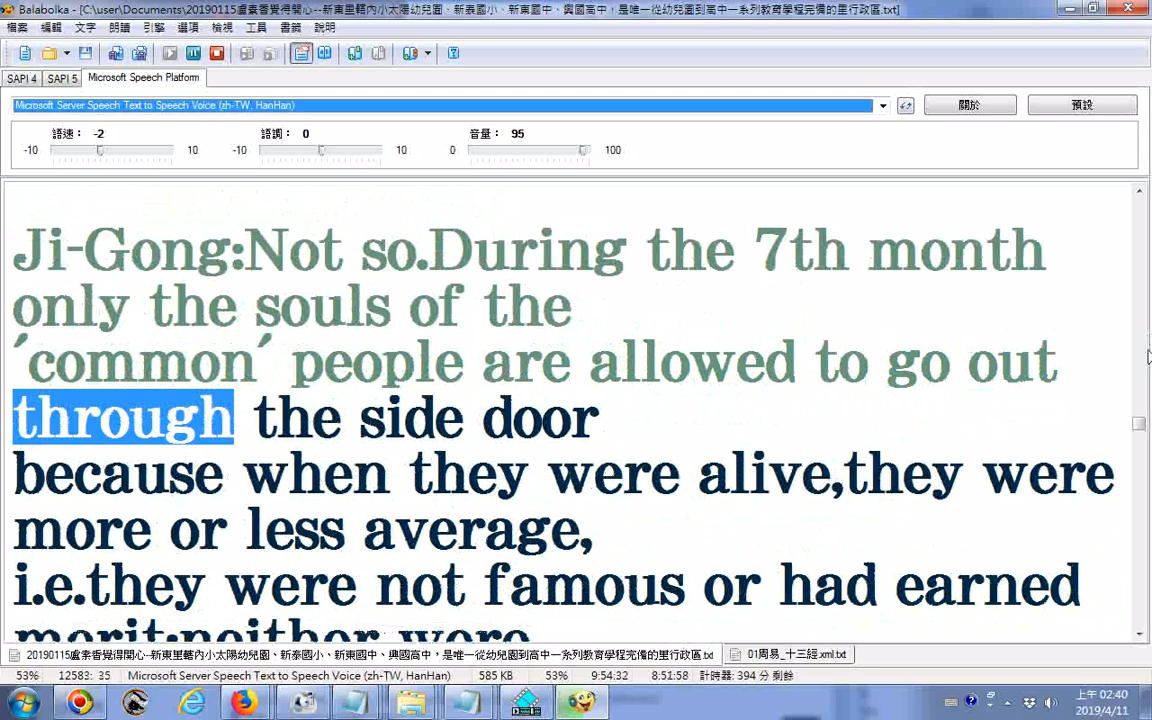 Balabolka - [C:\user\Documents\20190115盧素香覺得開心--新東里轄內小太陽幼兒園、新泰國小、新東國中、興國高中，是唯一從幼兒園到高中一系列教育學程完備的里行政區.txt]
檔案 編輯 文字 朗讀 引擎 選項 檢視 工具 書籤 說明
SAPI 4 SAPI 5 Microsoft Speech Platform
Microsoft Server Speech Text to Speech Voice (zh-TW, HanHan) 關於 預設
語速： -2 語調： 0 音量： 95
-10 10 -10 10 0 100
Ji-Gong:Not so.During the 7th month
only the souls of the
´common´ people are allowed to go out
through the side door
because when they were alive,they were
more or less average,
i.e.they were not famous or had earned
merit;neither were
20190115盧素香覺得開心--新東里轄內小太陽幼兒園、新泰國小、新東國中、興國高中，是唯一從幼兒園到高中一系列教育學程完備的里行政區.txt 01周易_十三經.xml.txt
53% 12582: 35 Microsoft Server Speech Text to Speech Voice (zh-TW, HanHan) 585 KB 53% 9:54:32 8:51:58 計時器: 394 分 剩餘
上午 02:40
2019/4/11